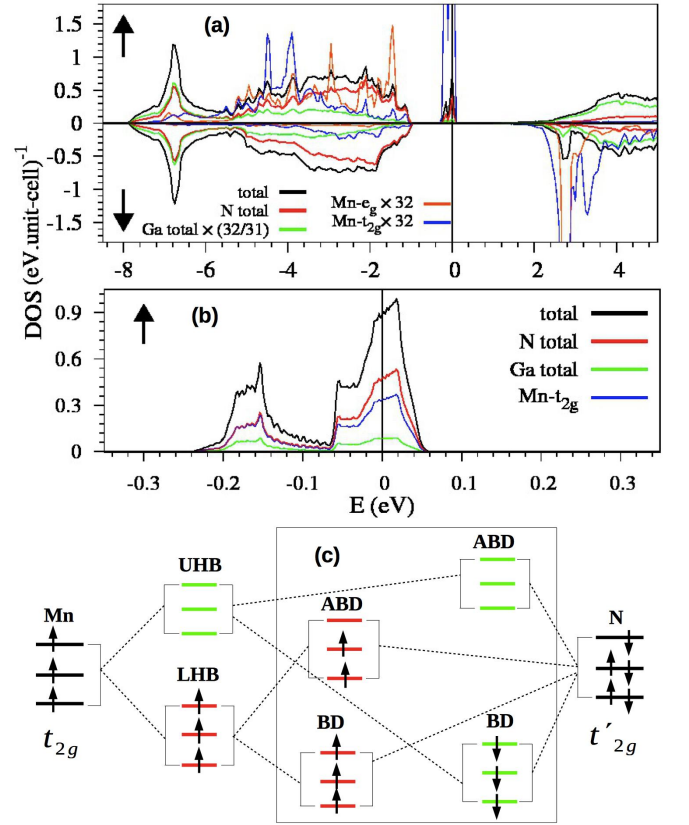 (a)
1.5
1
0.5
0
-0.5
-1
-1.5
DOS (eV.unit-cell)⁻¹
total
N total
Ga total × (32/31)
Mn-e_g × 32
Mn-t_2g × 32
-8 -6 -4 -2 0 2 4
(b)
0.9
0.6
0.3
0
total
N total
Ga total
Mn-t_2g
-0.3 -0.2 -0.1 0 0.1 0.2 0.3
E (eV)
(c)
UHB
ABD
Mn
ABD
N
LHB
t_2g
BD
BD
t′_2g